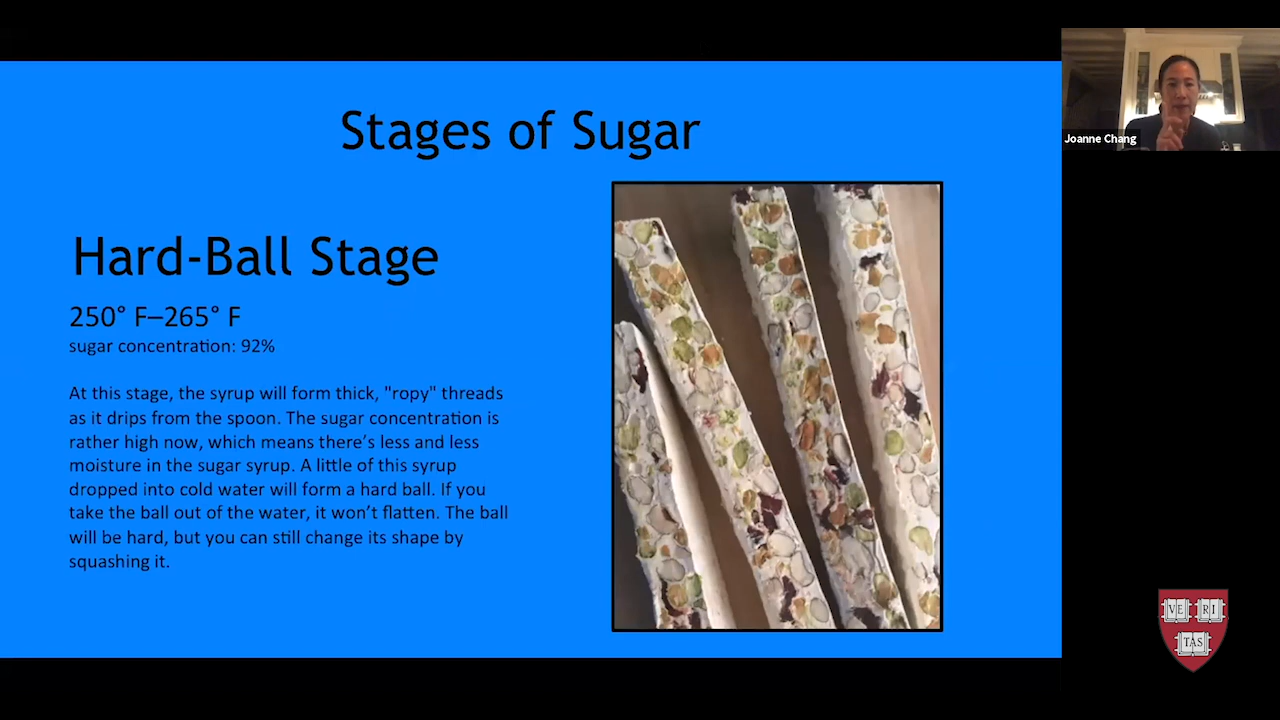 Stages of Sugar
Hard-Ball Stage
250° F–265° F
sugar concentration: 92%
At this stage, the syrup will form thick, "ropy" threads
as it drips from the spoon. The sugar concentration is
rather high now, which means there’s less and less
moisture in the sugar syrup. A little of this syrup
dropped into cold water will form a hard ball. If you
take the ball out of the water, it won’t flatten. The ball
will be hard, but you can still change its shape by
squashing it.
Joanne Chang
VE RI
TAS